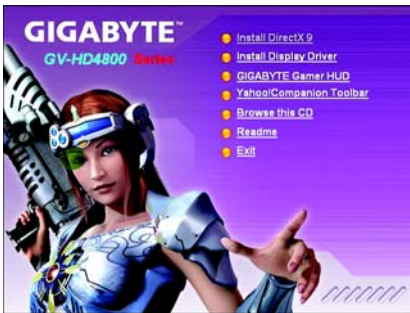 GIGABYTE™
GV-HD4800 Series
Install DirectX 9
Install Display Driver
GIGABYTE Gamer HUD
Yahoo!Companion Toolbar
Browse this CD
Readme
Exit